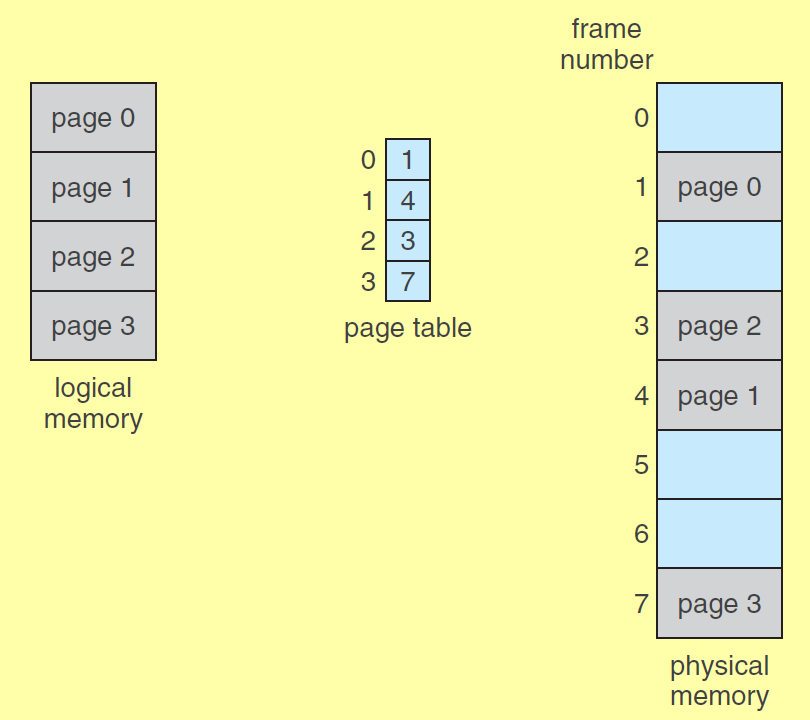 page 0
page 1
page 2
page 3
logical
memory
0 1
1 4
2 3
3 7
page table
frame
number
0
1 page 0
2
3 page 2
4 page 1
5
6
7 page 3
physical
memory